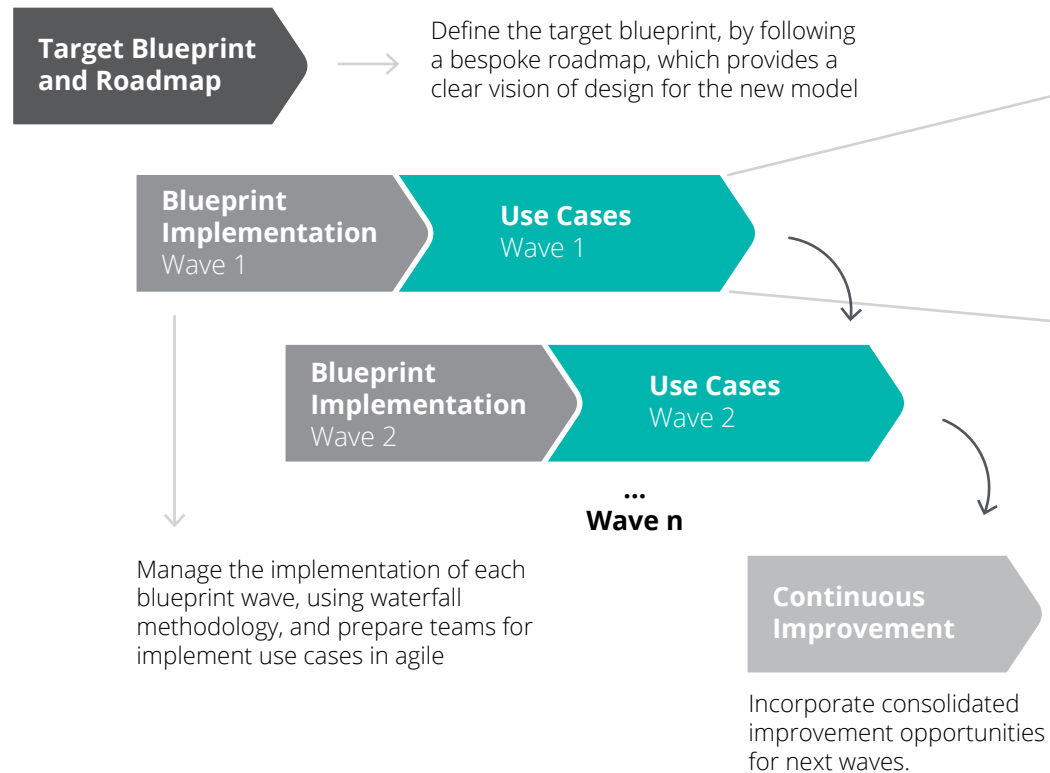 Target Blueprint
and Roadmap
Define the target blueprint, by following
a bespoke roadmap, which provides a
clear vision of design for the new model
Blueprint
Implementation
Wave 1
Use Cases
Wave 1
Blueprint
Implementation
Wave 2
Use Cases
Wave 2
...
Wave n
Manage the implementation of each
blueprint wave, using waterfall
methodology, and prepare teams for
implement use cases in agile
Continuous
Improvement
Incorporate consolidated
improvement opportunities
for next waves.